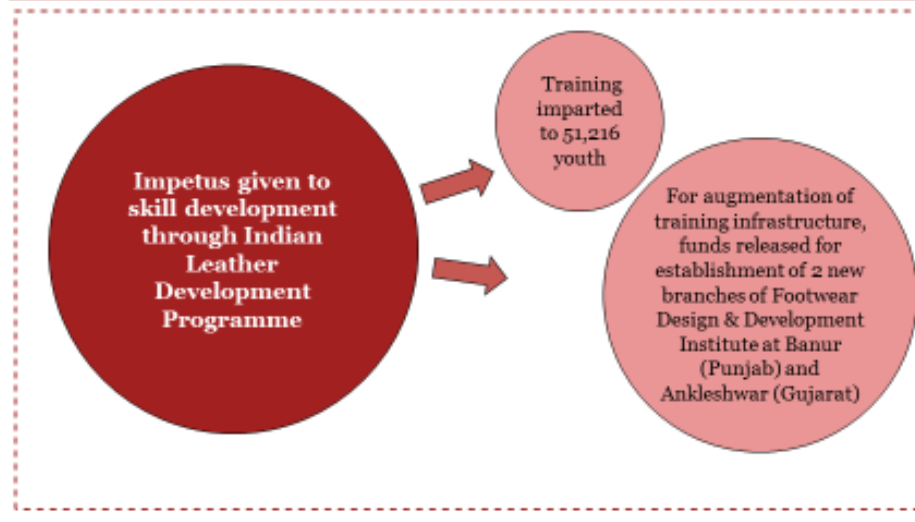 Impetus given to
skill development
through Indian
Leather
Development
Programme
Training
imparted
to 51,216
youth
For augmentation of
training infrastructure,
funds released for
establishment of 2 new
branches of Footwear
Design & Development
Institute at Banur
(Punjab) and
Ankleshwar (Gujarat)